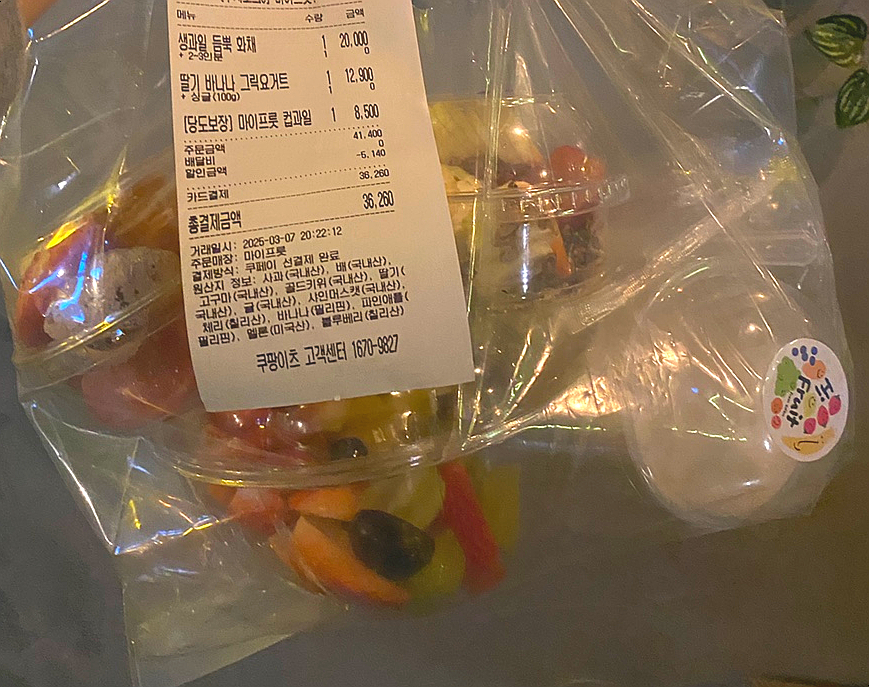 메뉴 수량 금액
생과일 듬뿍 화채 1 20,000
+ 2-3인분 1 0
딸기 바나나 그릭요거트 1 12,900
+ 싱글(100g) 1 0
[당도보장] 마이프룻 컵과일 1 8,500
주문금액 41,400
배달비 0
할인금액 -5,140
카드결제 36,260
총결제금액 36,260
거래일시: 2025-03-07 20:22:12
주문매장: 마이프룻
결제방식: 쿠페이 선결제 완료
원산지 정보: 사과(국내산), 배(국내산),
고구마(국내산), 골드키위(국내산), 딸기(
국내산), 귤(국내산), 샤인머스캣(국내산),
체리(칠리산), 바나나(필리핀), 파인애플(
필리핀), 멜론(미국산), 블루베리(칠리산)
쿠팡이츠 고객센터 1670-9827
Hi
Fruit